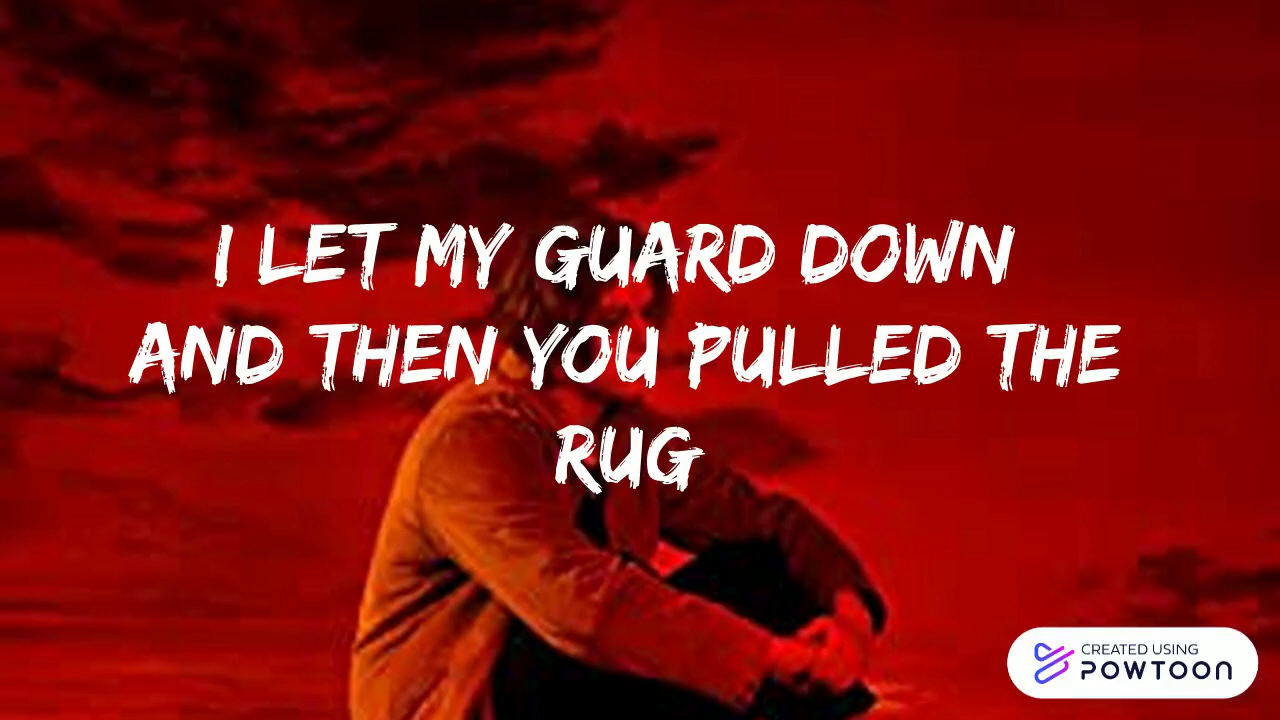 I LET MY GUARD DOWN
AND THEN YOU PULLED THE
RUG
CREATED USING
POWTOON